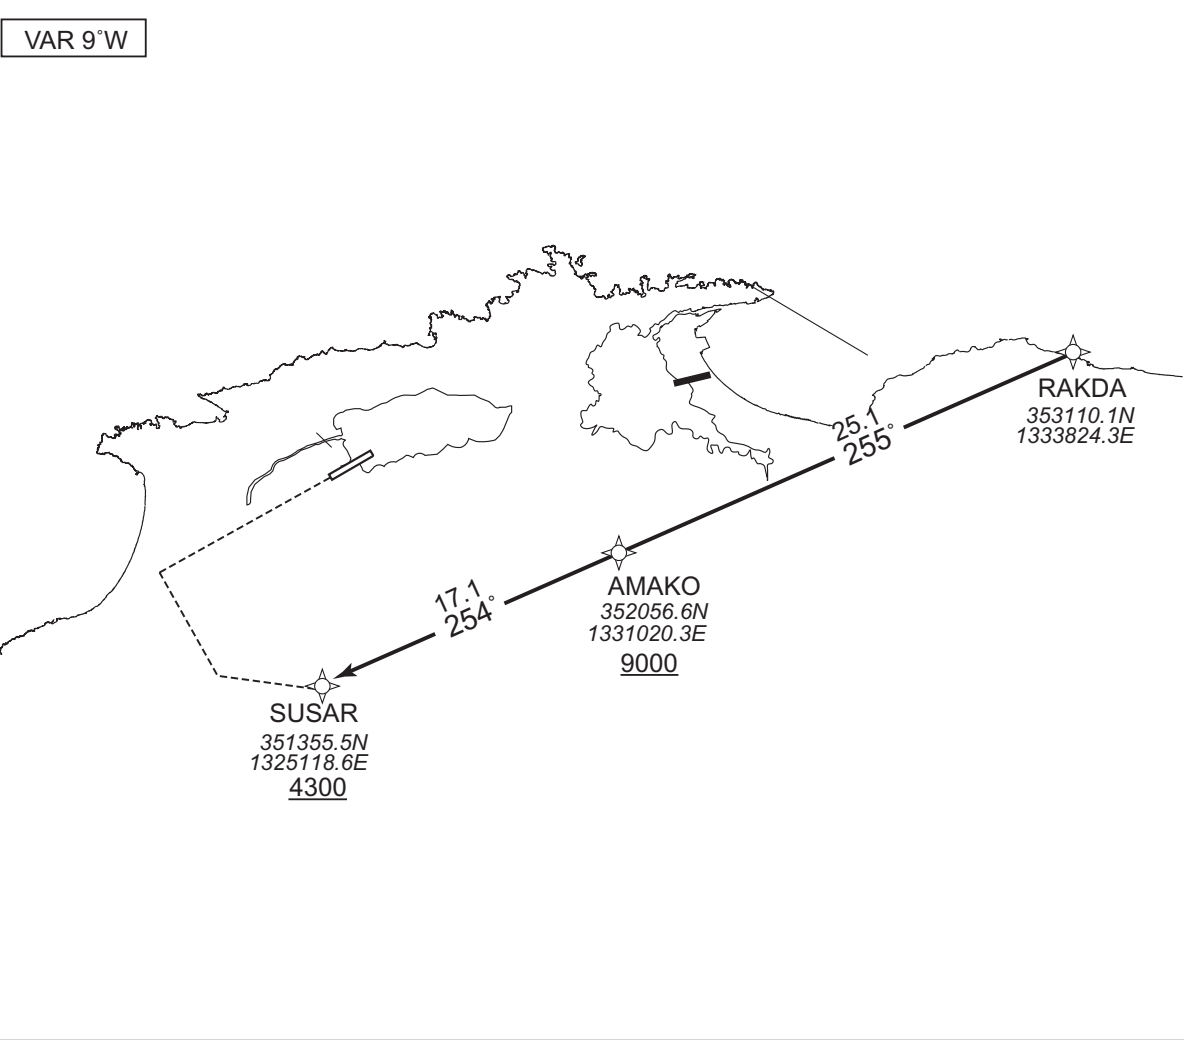 VAR 9°W
RAKDA
353110.1N
1333824.3E
25.1
255°
AMAKO
352056.6N
1331020.3E
9000
17.1
254°
SUSAR
351355.5N
1325118.6E
4300